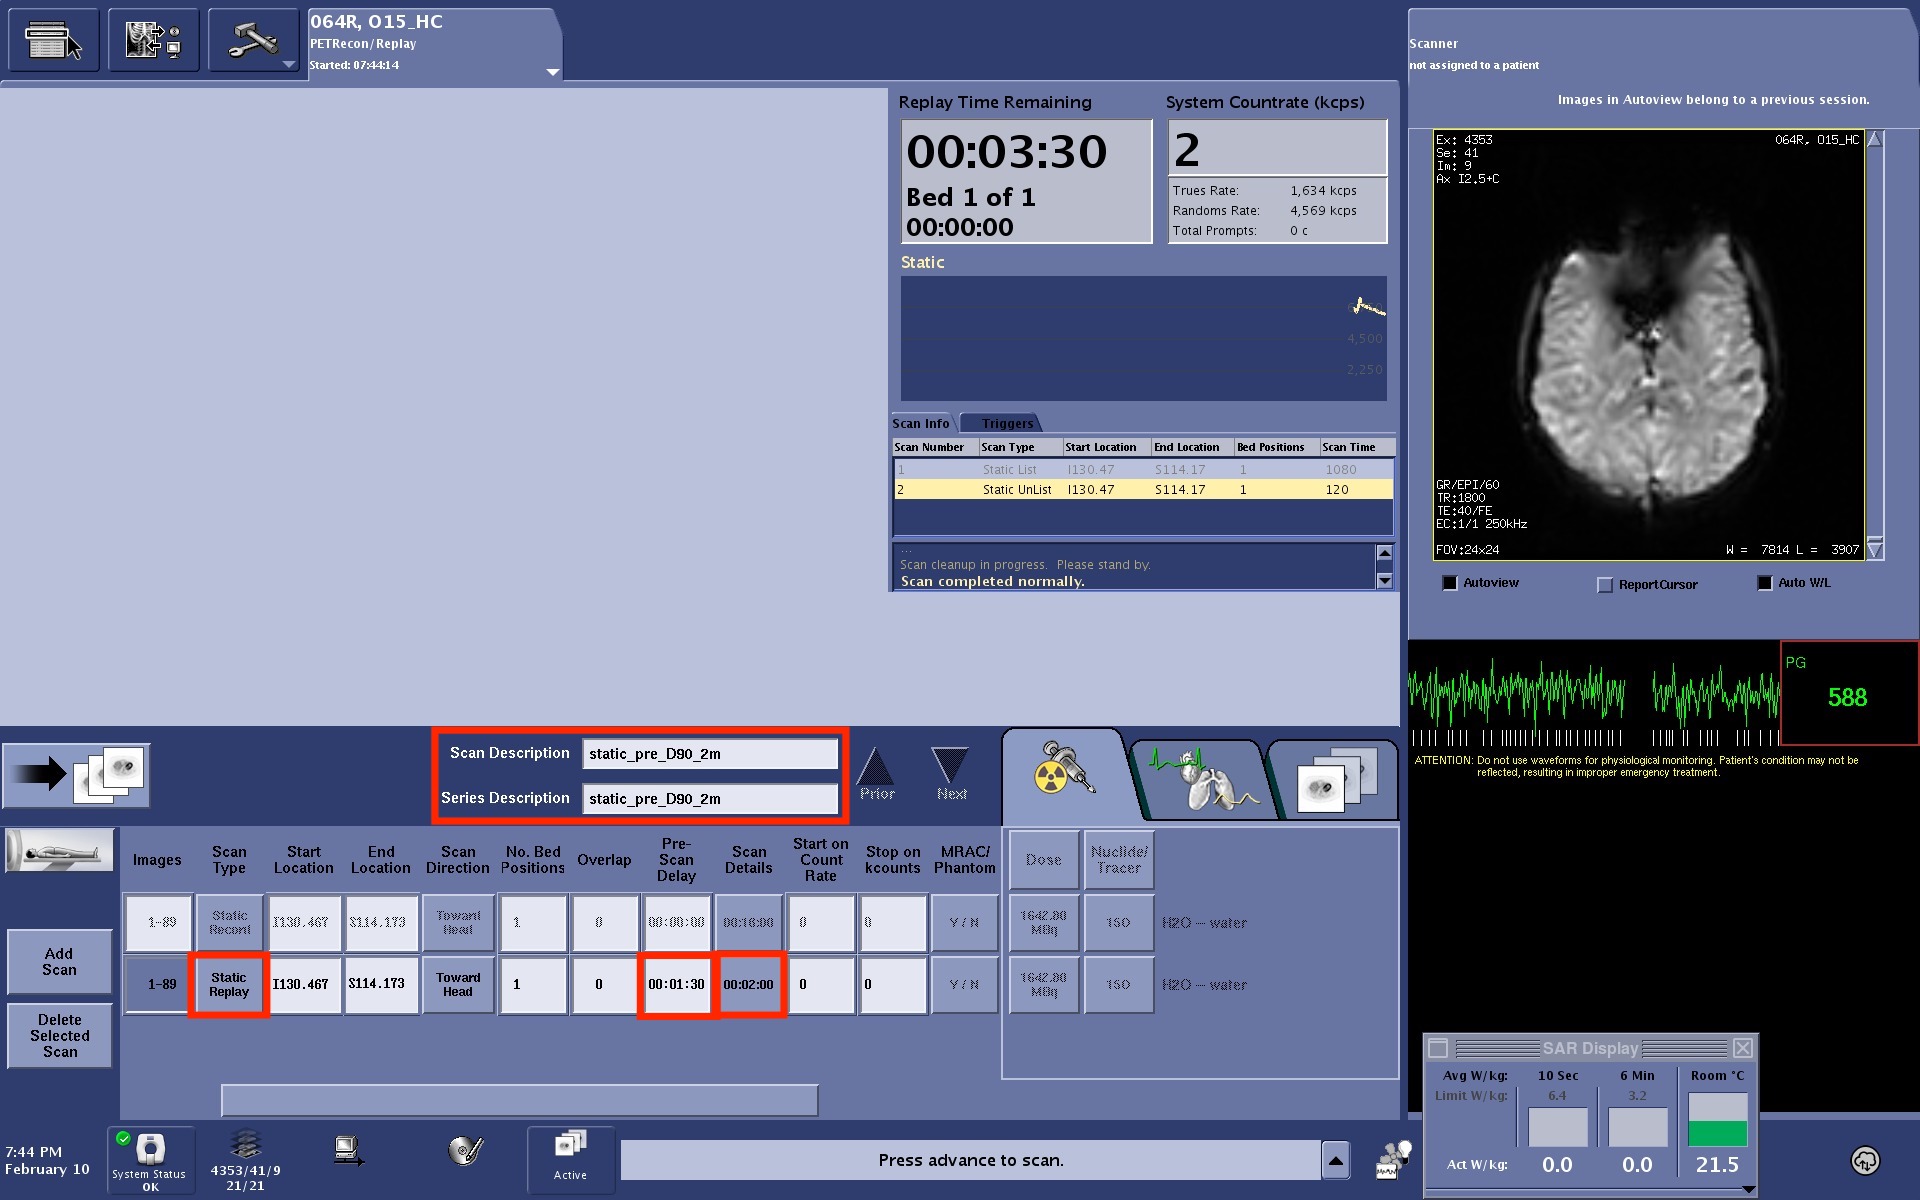 064R, O15_HC
PETRecon/Replay
Started: 07:44:14
Replay Time Remaining
00:03:30
Bed 1 of 1
00:00:00
System Countrate (kcps)
2
Trues Rate: 1,634 kcps
Randoms Rate: 4,569 kcps
Total Prompts: 0 c
Static
4,500
2,250
Scan Info Triggers
Scan Number Scan Type Start Location End Location Bed Positions Scan Time
1 Static List I130.47 S114.17 1 1080
2 Static UnList I130.47 S114.17 1 120
...
Scan cleanup in progress. Please stand by.
Scan completed normally.
Scanner
not assigned to a patient
Images in Autoview belong to a previous session.
Ex: 4353
Se: 41
Im: 9
Ax I2.5+C
064R, O15_HC
GR/EPI/60
TR:1800
TE:40/FE
EC:1/1 250kHz
FOV:24x24
W = 7814 L = 3907
Autoview
ReportCursor
Auto W/L
PG
588
ATTENTION: Do not use waveforms for physiological monitoring. Patient's condition may not be
reflected, resulting in improper emergency treatment.
Scan Description static_pre_D90_2m
Series Description static_pre_D90_2m
Prior
Next
Images
Scan
Type
Start
Location
End
Location
Scan
Direction
No. Bed
Positions
Overlap
Pre-
Scan
Delay
Scan
Details
Start on
Count
Rate
Stop on
kcounts
MRAC/
Phantom
Dose
Nuclide/
Tracer
1-89
Static
Record
I130.467
S114.173
Toward
Head
1
0
00:00:00
00:18:00
0
0
Y / N
1642.80
MBq
15O
H2O -- water
1-89
Static
Replay
I130.467
S114.173
Toward
Head
1
0
00:01:30
00:02:00
0
0
Y / N
1642.80
MBq
15O
H2O -- water
Add
Scan
Delete
Selected
Scan
7:44 PM
February 10
System Status
OK
4353/41/9
21/21
Active
Press advance to scan.
SAR Display
Avg W/kg: 10 Sec 6 Min Room °C
Limit W/kg: 6.4 3.2
Act W/kg: 0.0 0.0 21.5